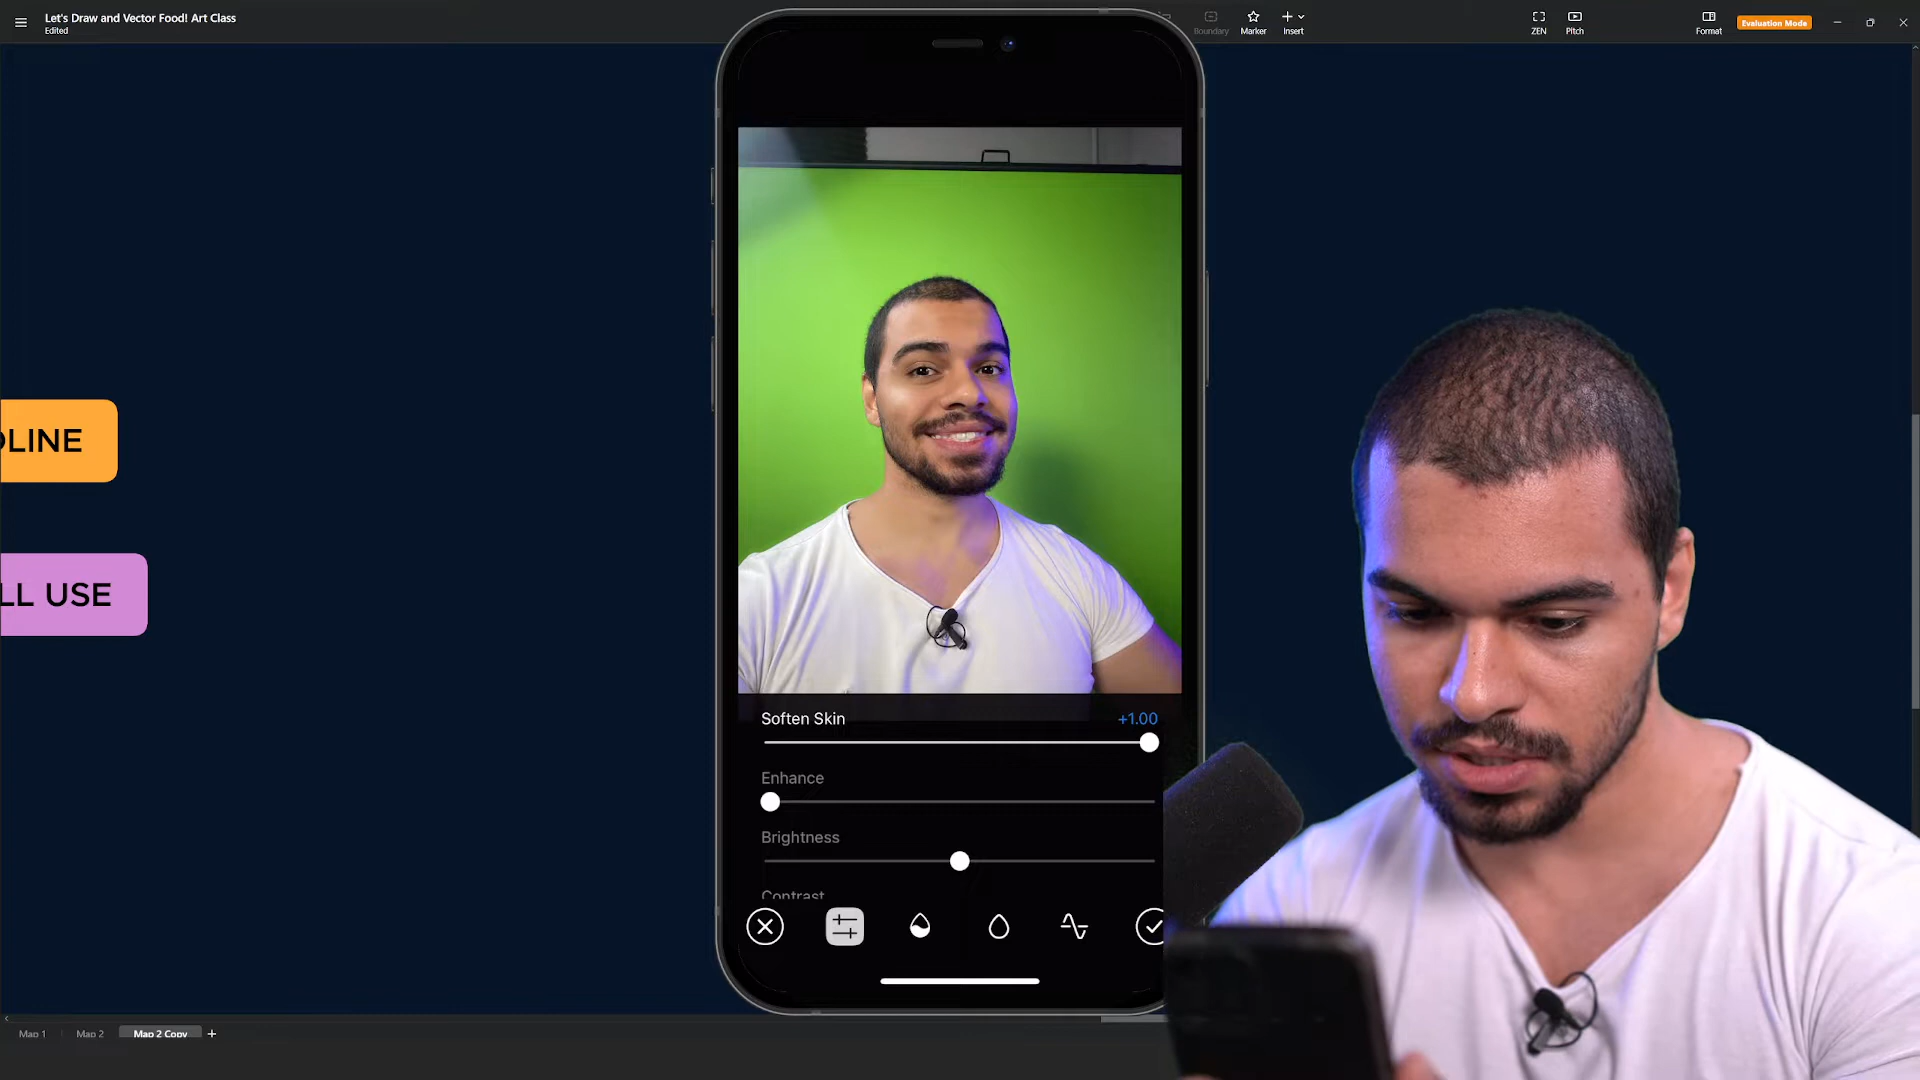 Let's Draw and Vector Food! Art Class
Edited
Boundary
Marker
Insert
ZEN
Pitch
Format
Evaluation Mode
DLINE
LL USE
Soften Skin
+1.00
Enhance
Brightness
Contrast
Map 1
Map 2
Map 2 Copy